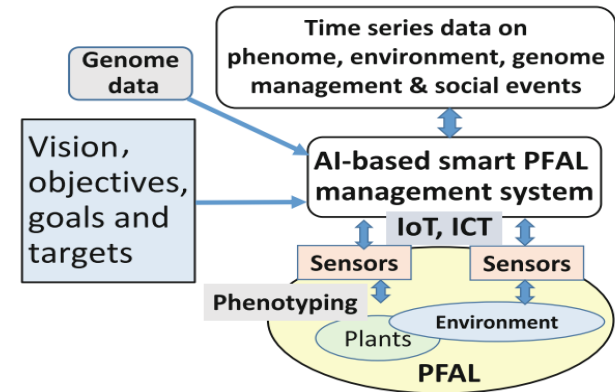 Time series data on
phenome, environment, genome
management & social events
Genome
data
Vision,
objectives,
goals and
targets
AI-based smart PFAL
management system
IoT, ICT
Sensors
Sensors
Phenotyping
Environment
Plants
PFAL